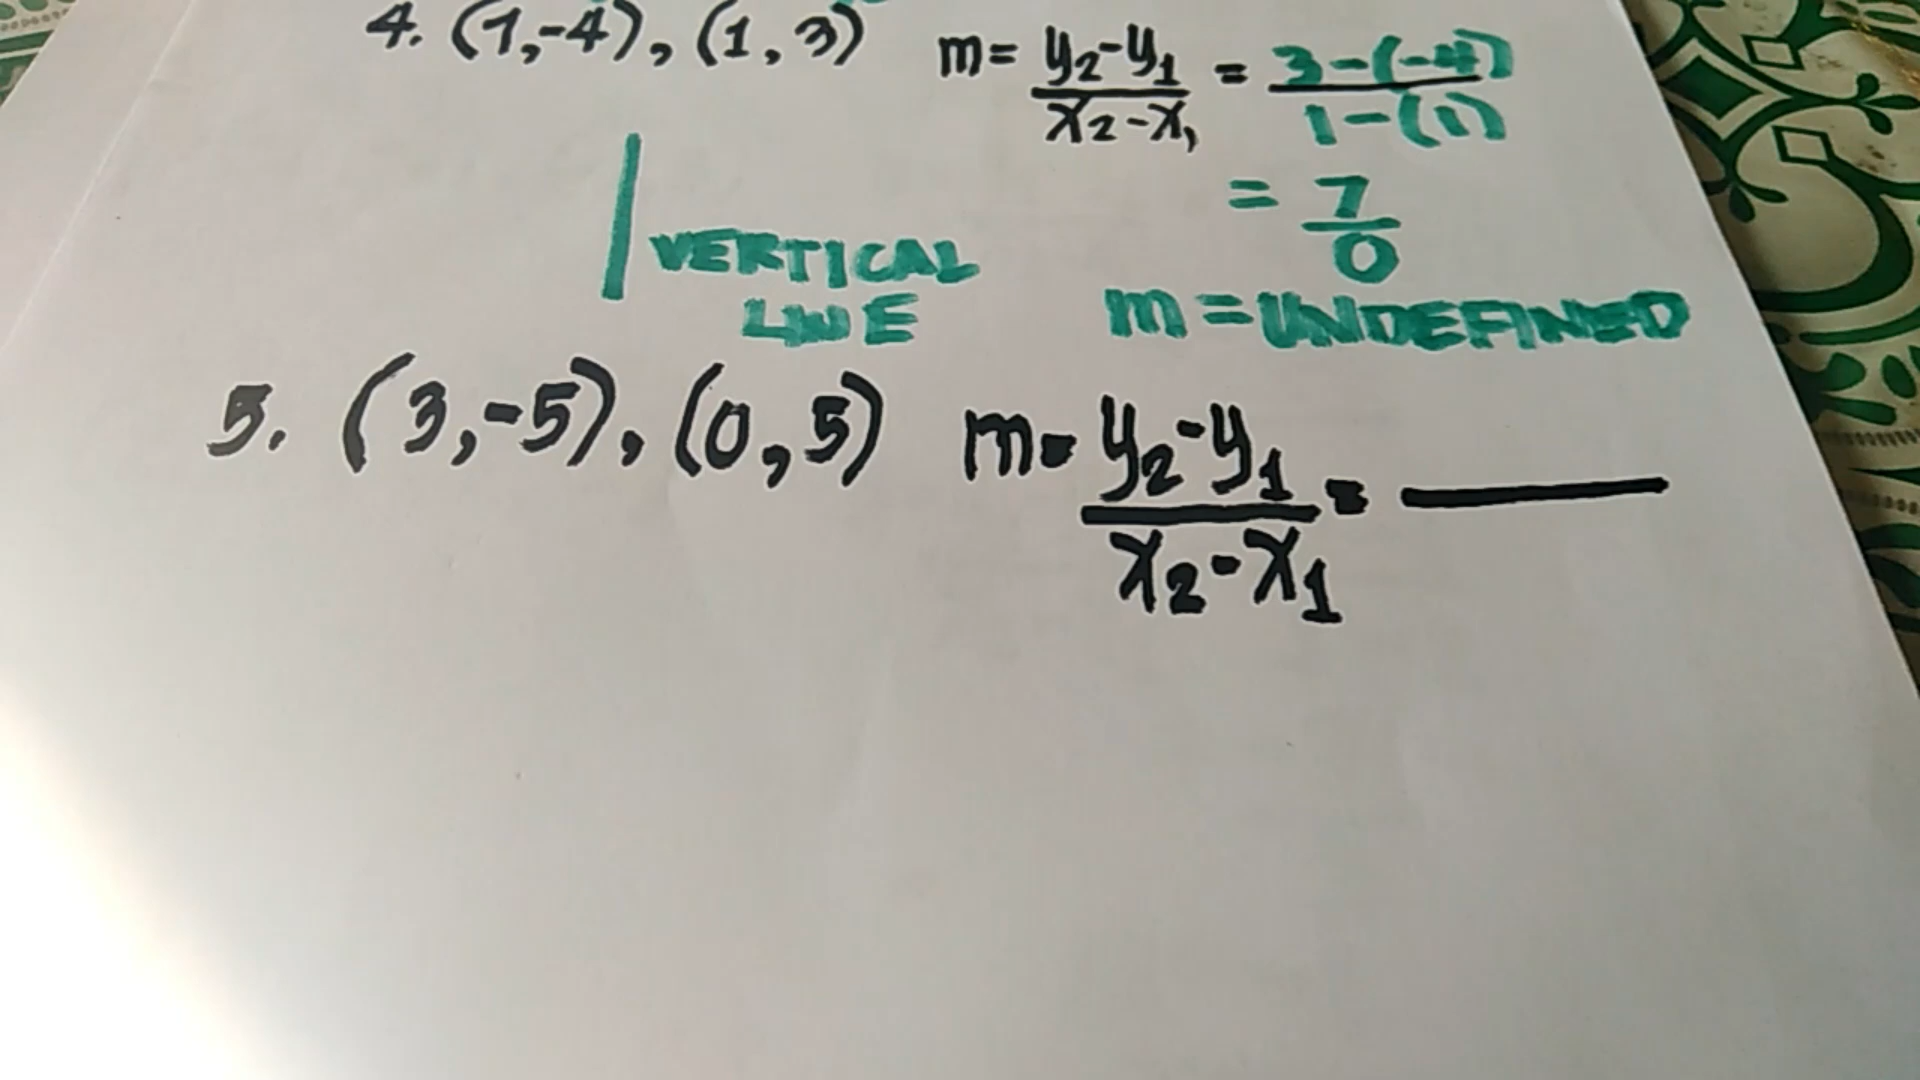 4. (1,-4), (1,3) m= y₂-y₁/x₂-x₁ = 3-(-4)/1-(1)
= 7/0
VERTICAL
LINE
m=UNDEFINED
5. (3,-5), (0,5) m= y₂-y₁/x₂-x₁ = ———